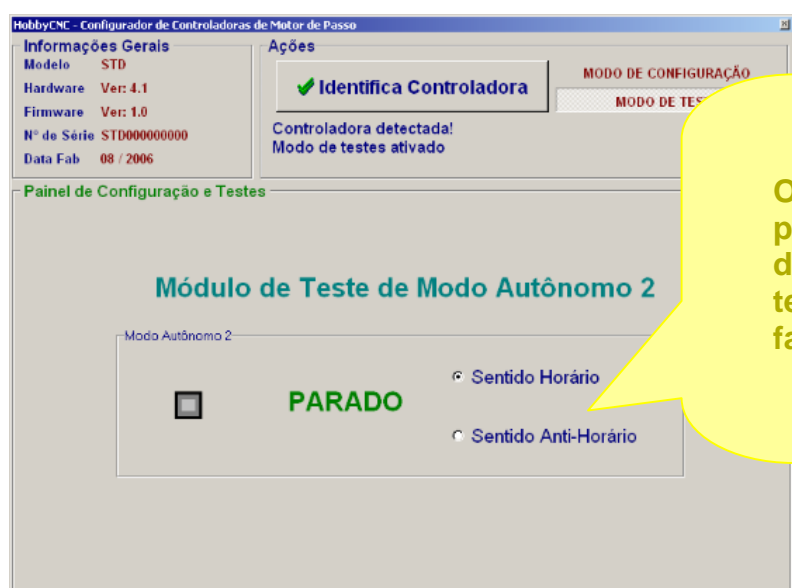 HobbyCNC - Configurador de Controladoras de Motor de Passo
Informações Gerais
Modelo STD
Hardware Ver: 4.1
Firmware Ver: 1.0
Nº de Série STD000000000
Data Fab 08 / 2006
Ações
Identifica Controladora
MODO DE CONFIGURAÇÃO
MODO DE
Controladora detectada!
Modo de testes ativado
Painel de Configuração e Testes
Módulo de Teste de Modo Autônomo 2
Modo Autônomo 2
PARADO
Sentido Horário
Sentido Anti-Horário